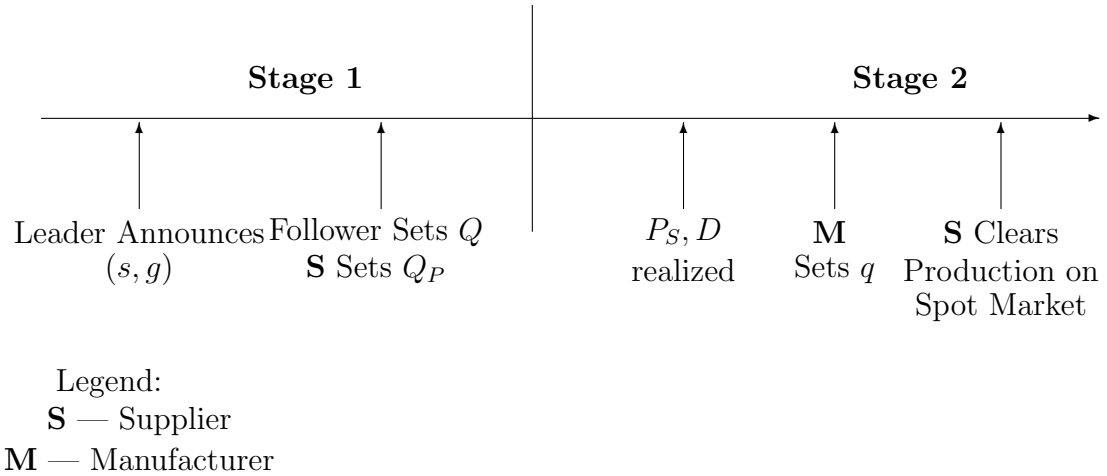 Stage 1
Stage 2
Leader Announces
(s, g)
Follower Sets Q
S Sets Q_P
P_S, D
realized
M
Sets q
S Clears
Production on
Spot Market
Legend:
S — Supplier
M — Manufacturer